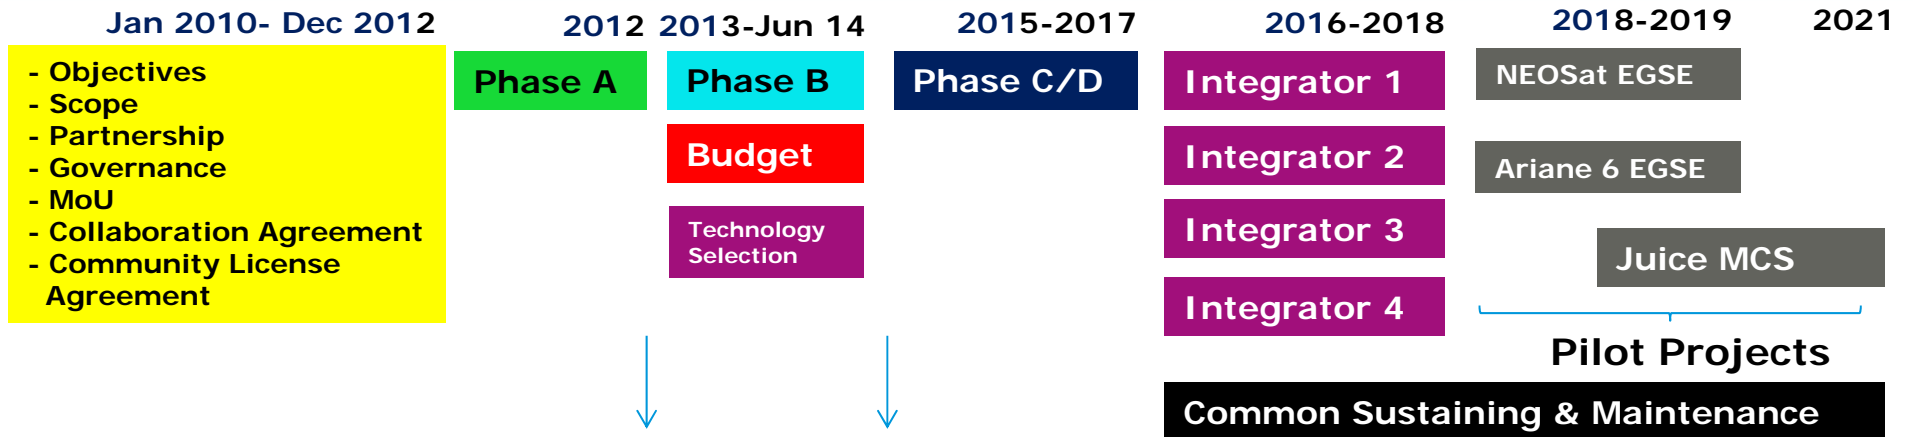 Jan 2010- Dec 2012
2012
2013-Jun 14
2015-2017
2016-2018
2018-2019
2021
- Objectives
- Scope
- Partnership
- Governance
- MoU
- Collaboration Agreement
- Community License
Agreement
Phase A
Phase B
Budget
Technology
Selection
Phase C/D
Integrator 1
Integrator 2
Integrator 3
Integrator 4
NEOSat EGSE
Ariane 6 EGSE
Juice MCS
Pilot Projects
Common Sustaining & Maintenance